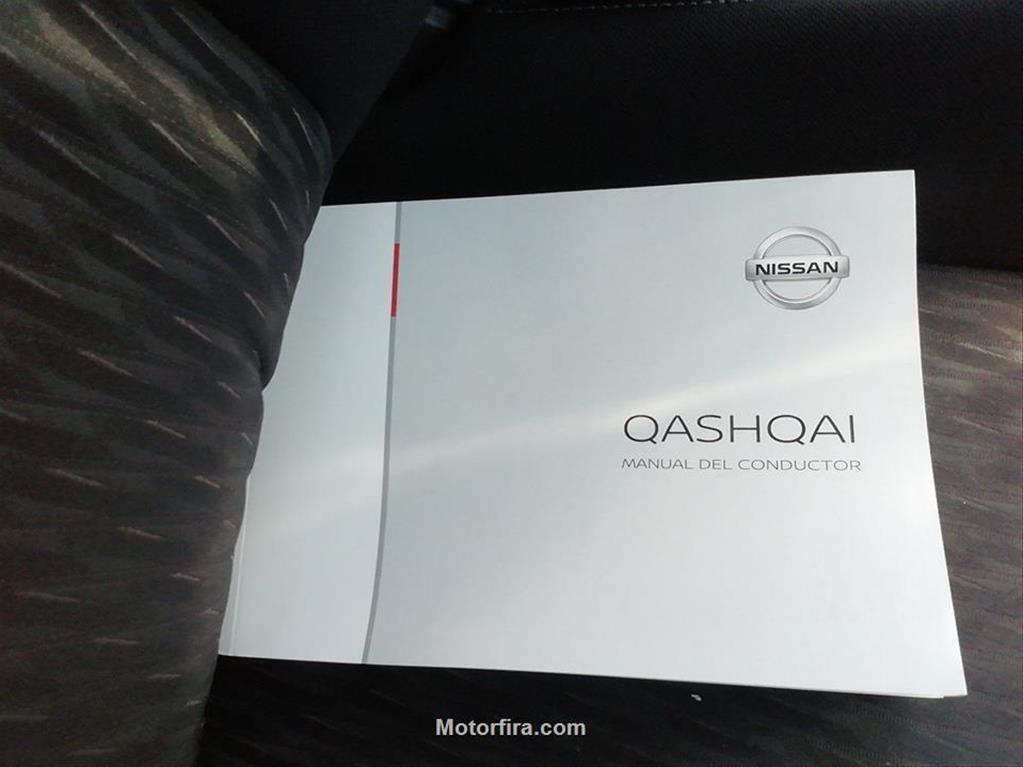 NISSAN
QASHQAI
MANUAL DEL CONDUCTOR
Motorfira.com